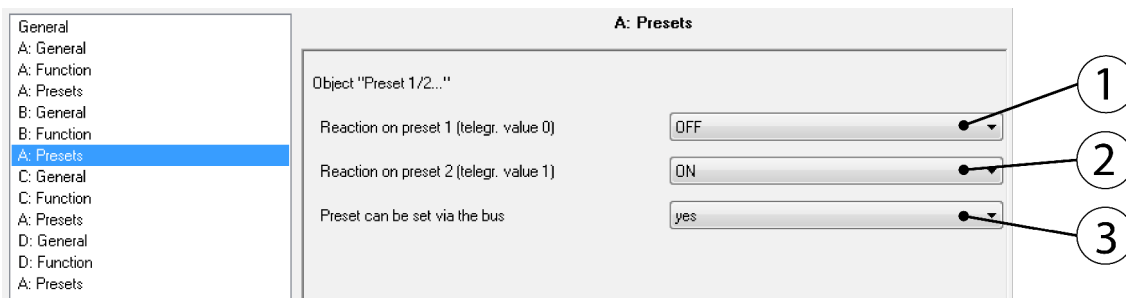 General
A: General
A: Function
A: Presets
B: General
B: Function
A: Presets
C: General
C: Function
A: Presets
D: General
D: Function
A: Presets
A: Presets
Object "Preset 1/2..."
Reaction on preset 1 (telegr. value 0) OFF
Reaction on preset 2 (telegr. value 1) ON
Preset can be set via the bus yes
1
2
3